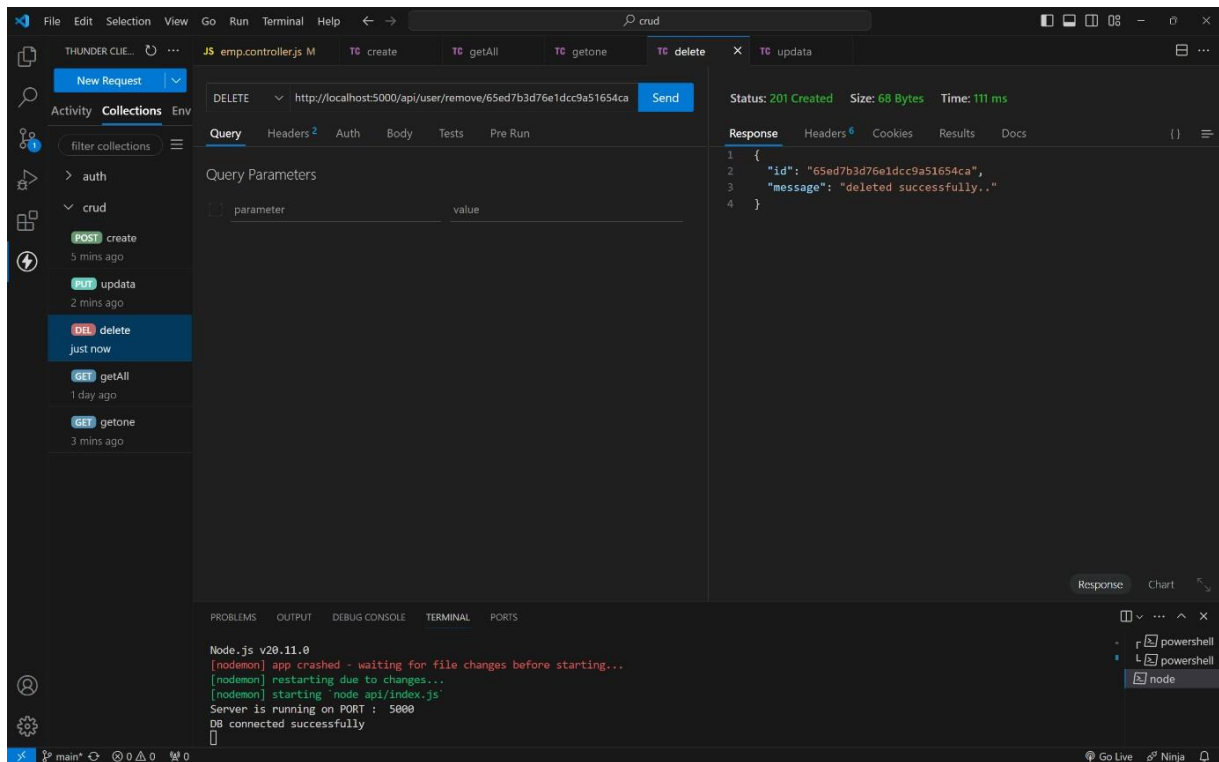 File Edit Selection View Go Run Terminal Help crud
THUNDER CLIE... ...
New Request
Activity Collections Env
filter collections
auth
crud
POST create
5 mins ago
PUT updata
2 mins ago
DEL delete
just now
GET getAll
1 day ago
GET getone
3 mins ago
JS emp.controller.js M TC create TC getAll TC getone TC delete TC updata
DELETE http://localhost:5000/api/user/remove/65ed7b3d76e1dcc9a51654ca Send
Query Headers 2 Auth Body Tests Pre Run
Query Parameters
parameter value
Status: 201 Created Size: 68 Bytes Time: 111 ms
Response Headers 6 Cookies Results Docs {}
1 {
2 "id": "65ed7b3d76e1dcc9a51654ca",
3 "message": "deleted successfully.."
4 }
Response Chart
PROBLEMS OUTPUT DEBUG CONSOLE TERMINAL PORTS
Node.js v20.11.0
[nodemon] app crashed - waiting for file changes before starting...
[nodemon] restarting due to changes...
[nodemon] starting `node api/index.js`
Server is running on PORT : 5000
DB connected successfully
powershell
powershell
node
1
main* 0 0 0 Go Live Ninja